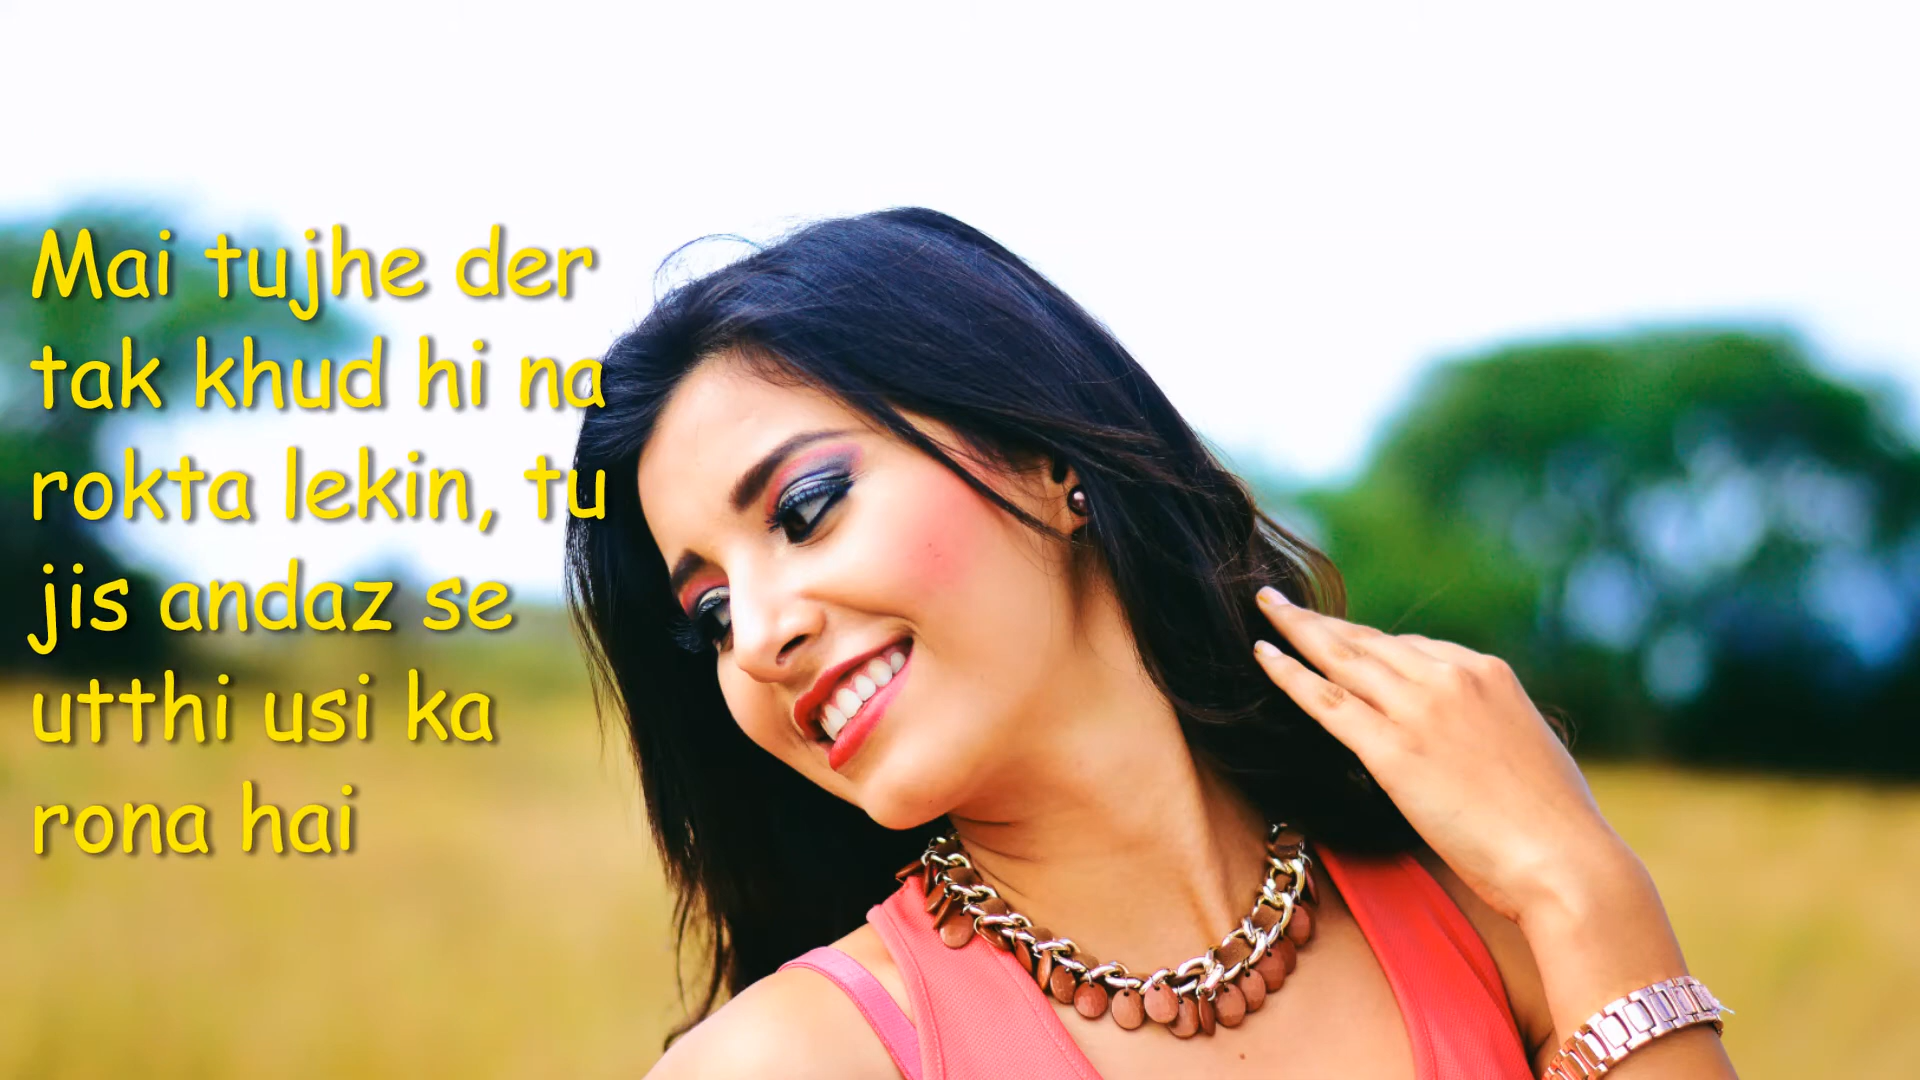 Mai tujhe der
tak khud hi na
rokta lekin, tu
jis andaz se
utthi usi ka
rona hai